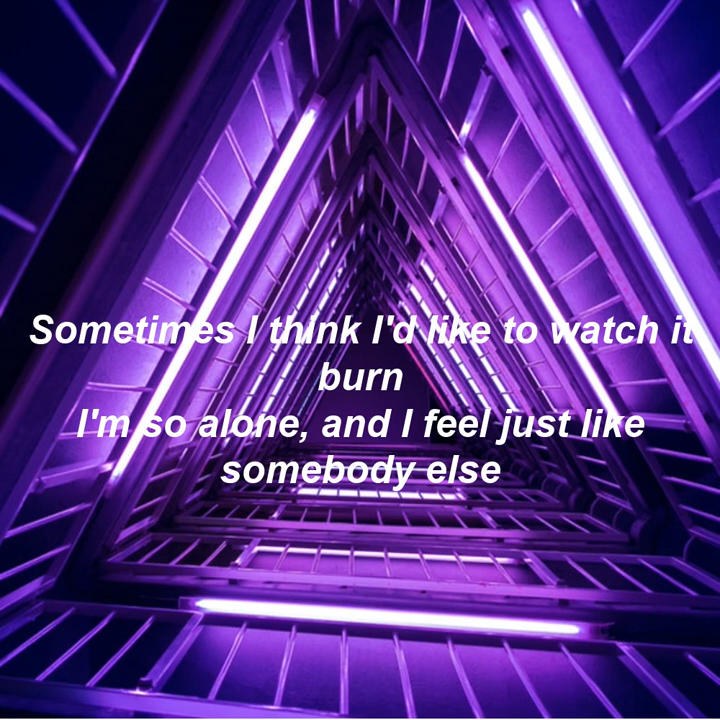 Sometimes I think I'd like to watch it
burn
I'm so alone, and I feel just like
somebody else